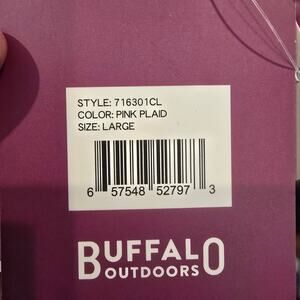 STYLE: 716301CL
COLOR: PINK PLAID
SIZE: LARGE
6 57548 52797 3
BUFFALO
OUTDOORS